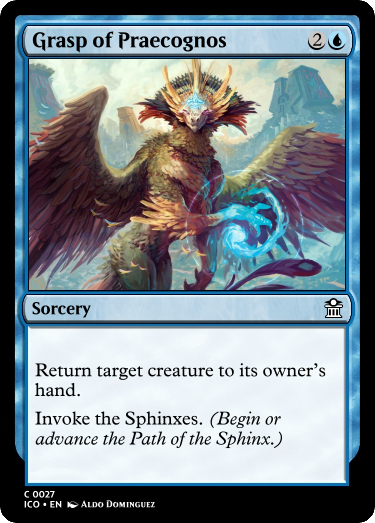 Grasp of Praecognos 2
Sorcery
Return target creature to its owner's
hand.
Invoke the Sphinxes. (Begin or
advance the Path of the Sphinx.)
C 0027
ICO • EN Aldo Dominguez